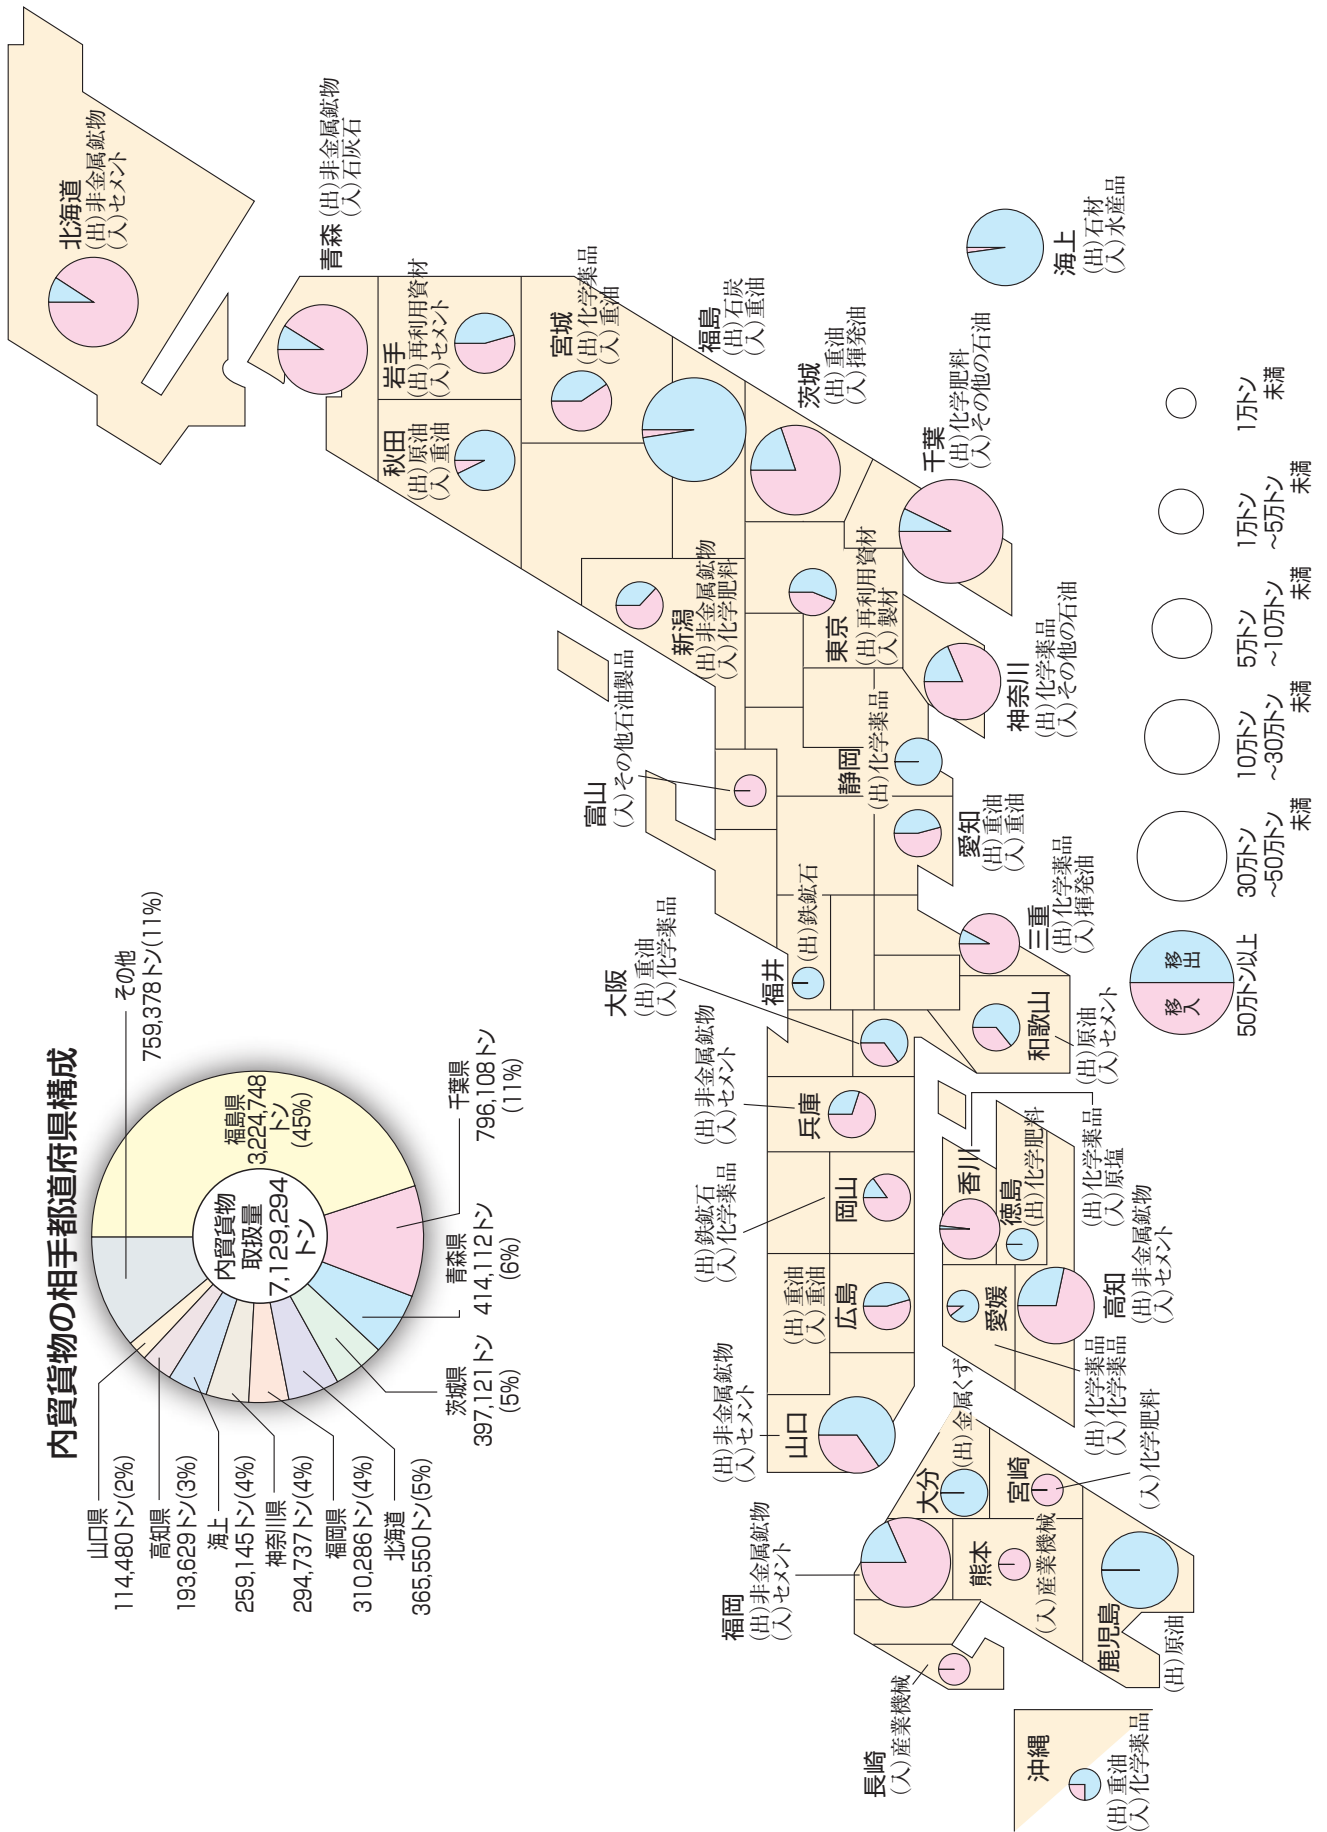 内貿貨物の相手都道府県構成
内貿貨物
取扱量
7,129,294
トン
福島県
3,224,748
トン
(45%)
千葉県
796,108トン
(11%)
青森県
414,112トン
(6%)
茨城県
397,121トン
(5%)
北海道
365,550トン(5%)
福岡県
310,286トン(4%)
神奈川県
294,737トン(4%)
海上
259,145トン(4%)
高知県
193,629トン(3%)
山口県
114,480トン(2%)
その他
759,378トン(11%)
北海道
(出)非金属鉱物
(入)セメント
青森
(出)非金属鉱物
(入)石灰石
岩手
(出)再利用資材
(入)セメント
秋田
(出)原油
(入)重油
宮城
(出)化学薬品
(入)重油
福島
(出)石炭
(入)重油
茨城
(出)重油
(入)揮発油
千葉
(出)化学肥料
(入)その他の石油
海上
(出)石材
(入)水産品
新潟
(出)非金属鉱物
(入)化学肥料
東京
(出)再利用資材
(入)製材
神奈川
(出)化学薬品
(入)その他の石油
富山
(入)その他石油製品
静岡
(出)化学薬品
愛知
(出)重油
(入)重油
三重
(出)化学薬品
(入)揮発油
福井
(出)鉄鉱石
大阪
(出)重油
(入)化学薬品
和歌山
(出)原油
(入)セメント
兵庫
(出)非金属鉱物
(入)セメント
岡山
(出)鉄鉱石
(入)化学薬品
広島
(出)重油
(入)重油
山口
(出)非金属鉱物
(入)セメント
香川
(出)化学薬品
(入)原塩
徳島
(出)化学肥料
愛媛
(出)化学薬品
(入)化学薬品
高知
(出)非金属鉱物
(入)セメント
福岡
(出)非金属鉱物
(入)セメント
大分
(出)金属くず
宮崎
(入)化学肥料
熊本
(入)産業機械
鹿児島
(出)原油
長崎
(入)産業機械
沖縄
(出)重油
(入)化学薬品
移入
移出
50万トン以上
30万トン
~50万トン
未満
10万トン
~30万トン
未満
5万トン
~10万トン
未満
1万トン
~5万トン
未満
1万トン
未満